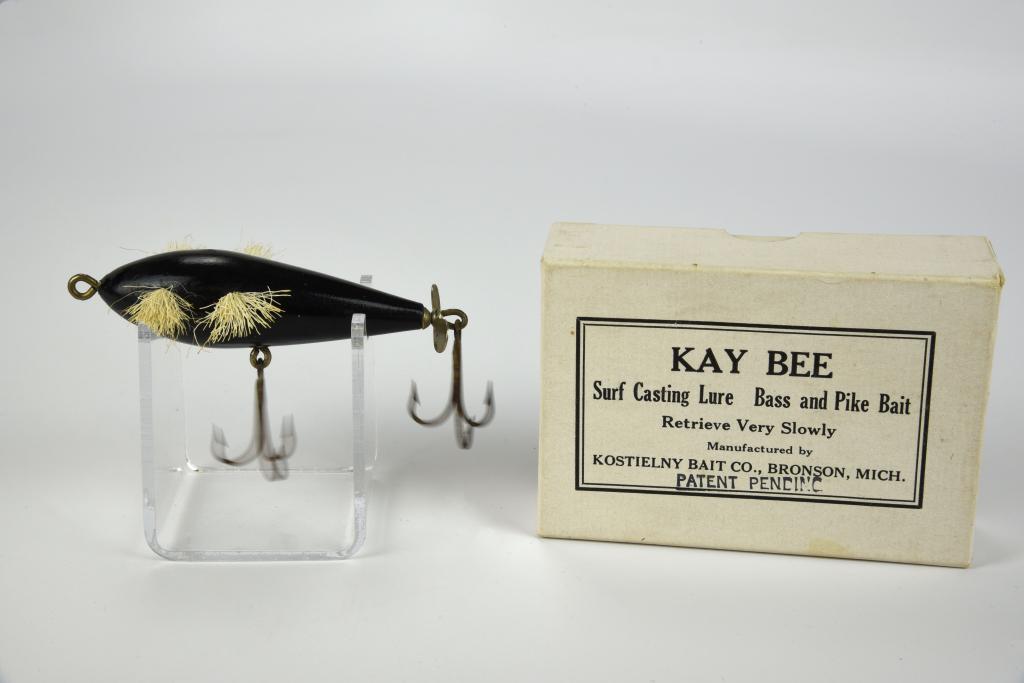 KAY BEE
Surf Casting Lure Bass and Pike Bait
Retrieve Very Slowly
Manufactured by
KOSTIELNY BAIT CO., BRONSON, MICH.
PATENT PENDING